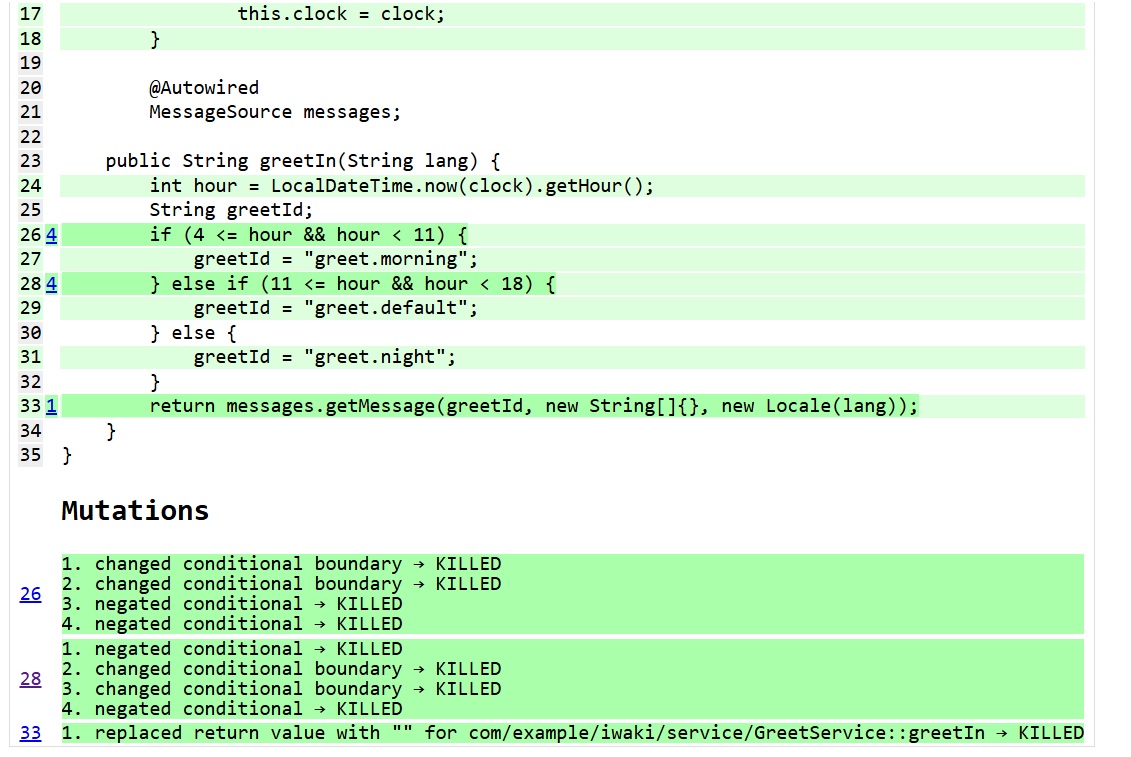 17                 this.clock = clock;
18         }
19
20         @Autowired
21         MessageSource messages;
22
23     public String greetIn(String lang) {
24         int hour = LocalDateTime.now(clock).getHour();
25         String greetId;
26 4         if (4 <= hour && hour < 11) {
27             greetId = "greet.morning";
28 4         } else if (11 <= hour && hour < 18) {
29             greetId = "greet.default";
30         } else {
31             greetId = "greet.night";
32         }
33 1         return messages.getMessage(greetId, new String[]{}, new Locale(lang));
34     }
35 }
Mutations
26
1. changed conditional boundary → KILLED
2. changed conditional boundary → KILLED
3. negated conditional → KILLED
4. negated conditional → KILLED
28
1. negated conditional → KILLED
2. changed conditional boundary → KILLED
3. changed conditional boundary → KILLED
4. negated conditional → KILLED
33 1. replaced return value with "" for com/example/iwaki/service/GreetService::greetIn → KILLED